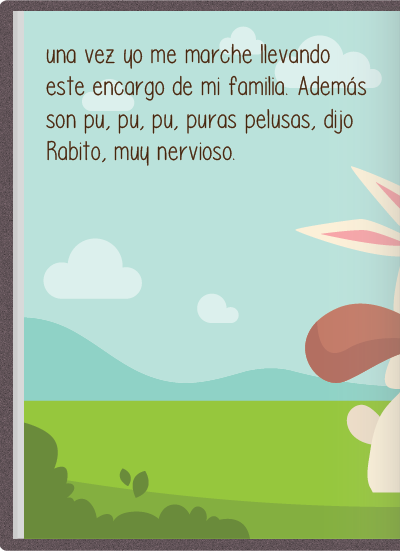 una vez yo me marche llevando
este encargo de mi familia. Además
son pu, pu, pu, puras pelusas, dijo
Rabito, muy nervioso.